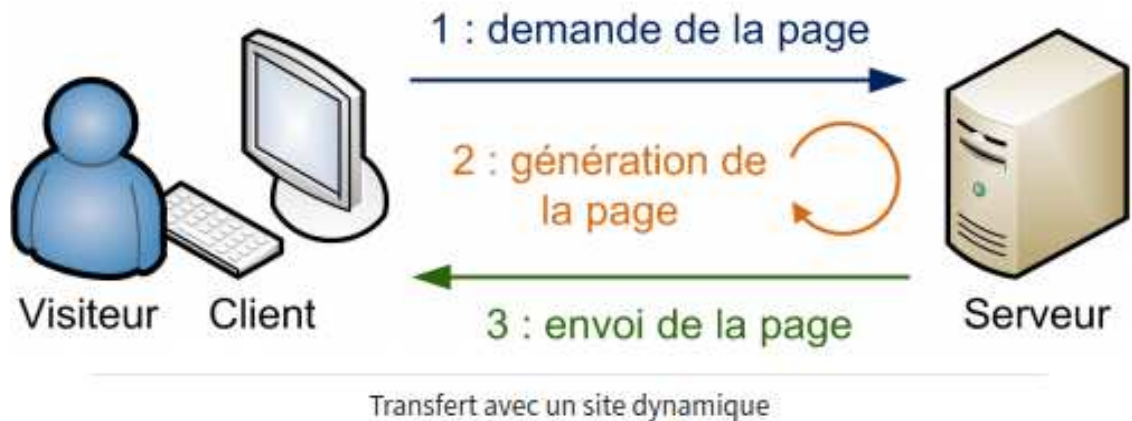 1 : demande de la page
2 : génération de
la page
3 : envoi de la page
Visiteur
Client
Serveur
Transfert avec un site dynamique